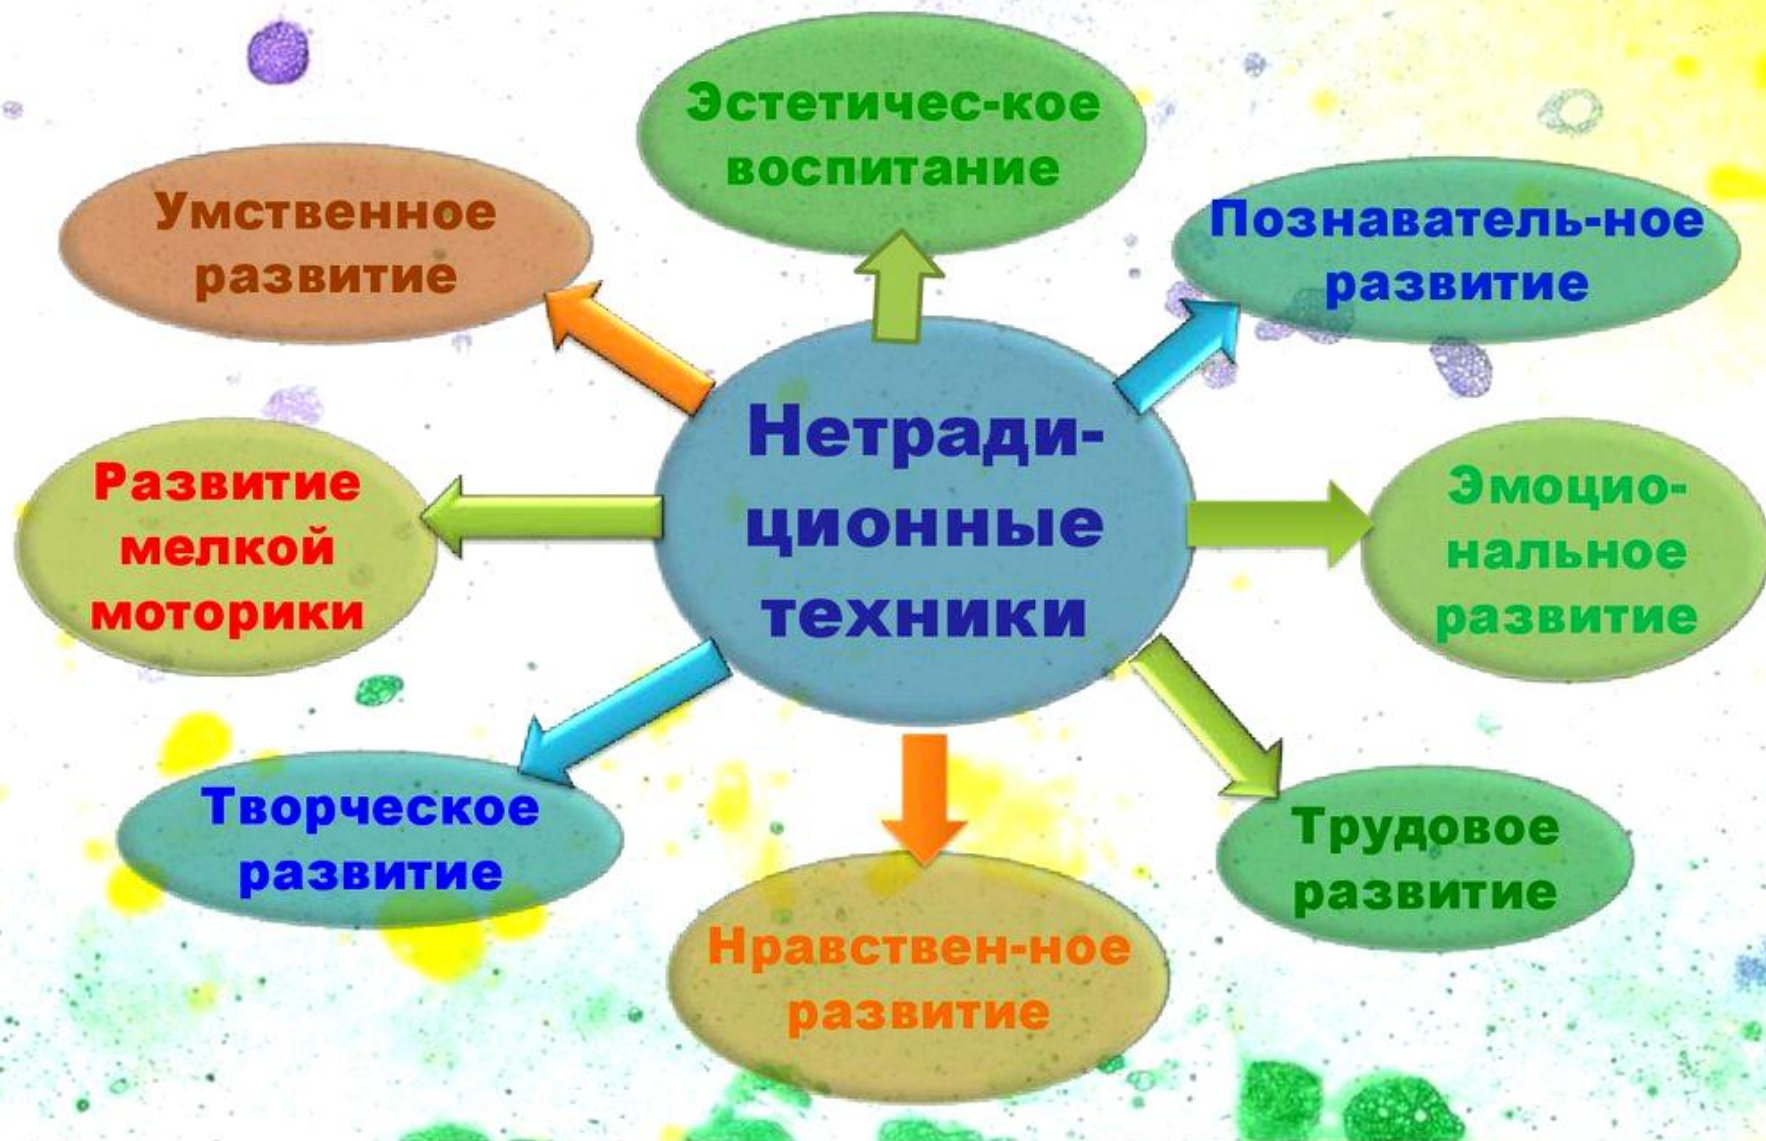 Эстетичес-кое
воспитание
Умственное
развитие
Познаватель-ное
развитие
Нетради-
ционные
техники
Развитие
мелкой
моторики
Эмоцио-
нальное
развитие
Творческое
развитие
Трудовое
развитие
Нравствен-ное
развитие